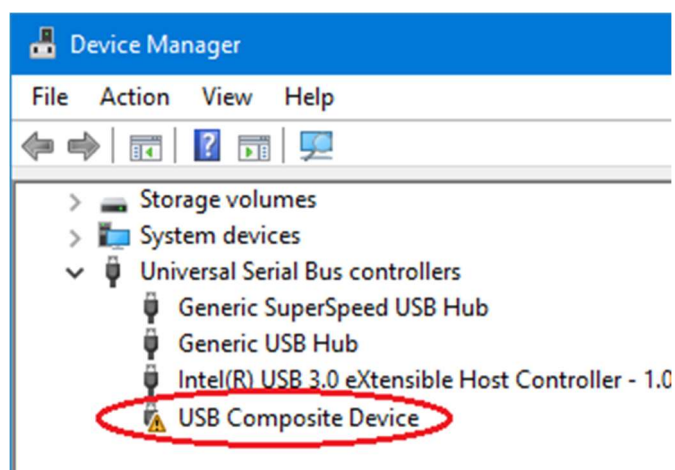 Device Manager
File Action View Help
Storage volumes
System devices
Universal Serial Bus controllers
Generic SuperSpeed USB Hub
Generic USB Hub
Intel(R) USB 3.0 eXtensible Host Controller - 1.0
USB Composite Device